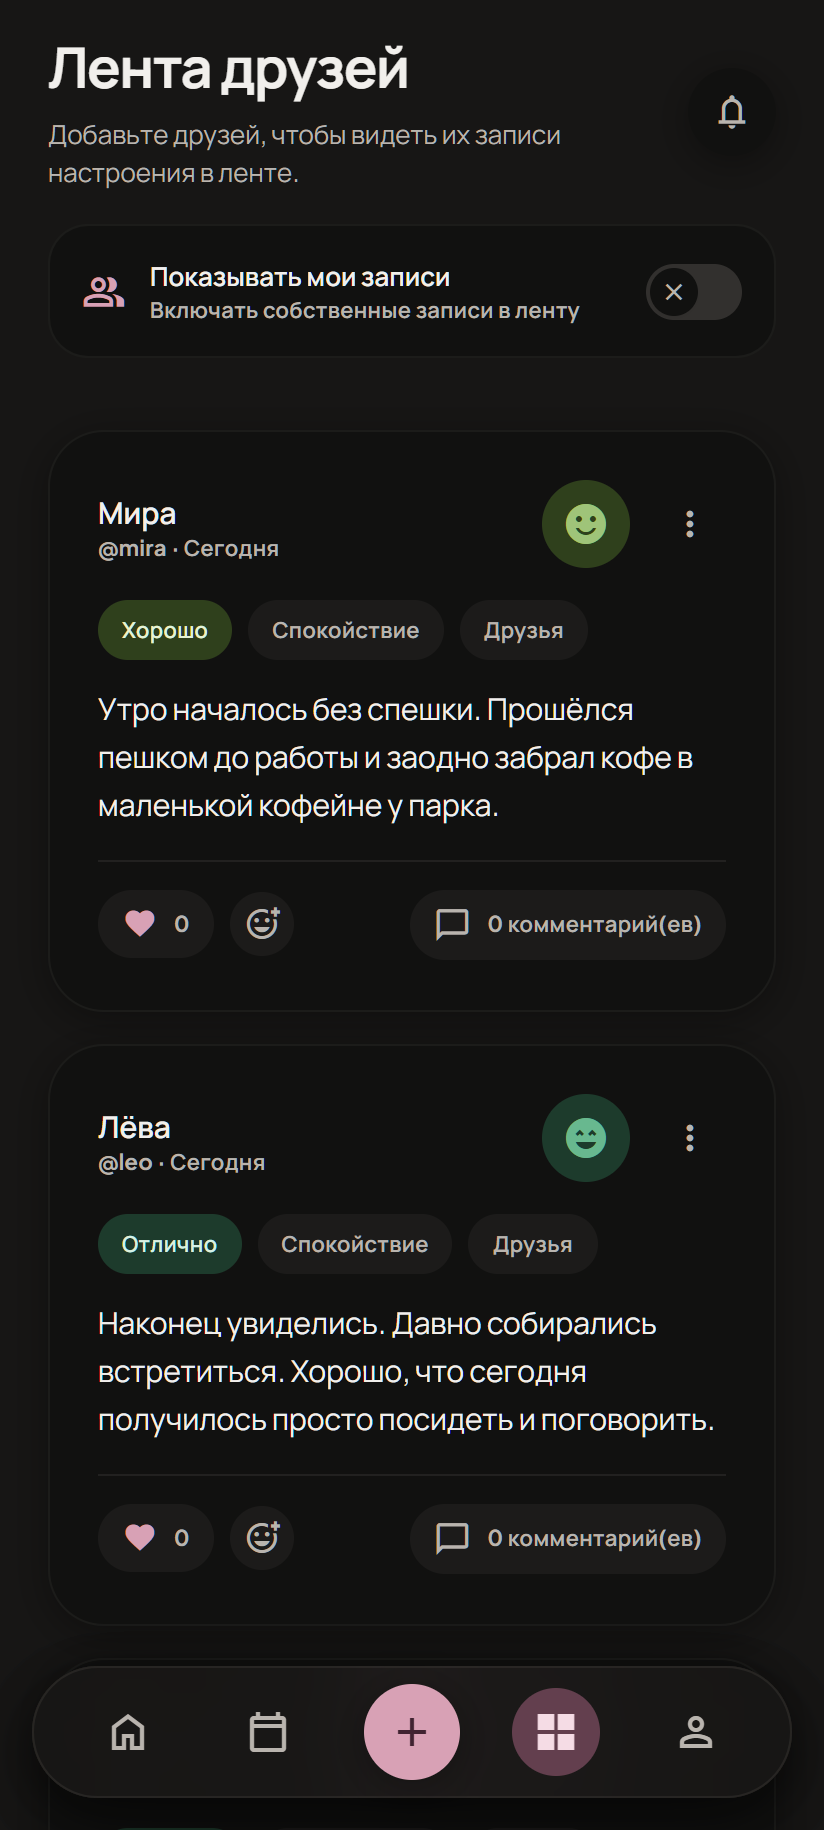 Лента друзей
Добавьте друзей, чтобы видеть их записи
настроения в ленте.
Показывать мои записи
Включать собственные записи в ленту
Мира
@mira · Сегодня
Хорошо Спокойствие Друзья
Утро началось без спешки. Прошёлся
пешком до работы и заодно забрал кофе в
маленькой кофейне у парка.
0 0 комментарий(ев)
Лёва
@leo · Сегодня
Отлично Спокойствие Друзья
Наконец увиделись. Давно собирались
встретиться. Хорошо, что сегодня
получилось просто посидеть и поговорить.
0 0 комментарий(ев)